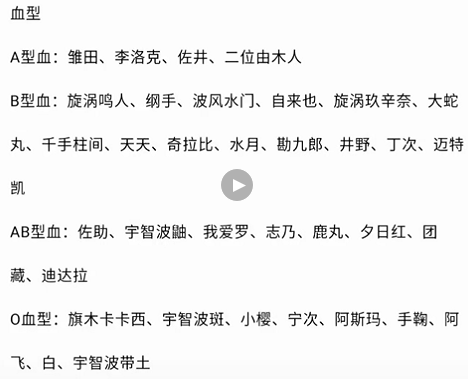 血型
A型血：雏田、李洛克、佐井、二位由木人
B型血：旋涡鸣人、纲手、波风水门、自来也、旋涡玖辛奈、大蛇
丸、千手柱间、天天、奇拉比、水月、勘九郎、井野、丁次、迈特
凯
AB型血：佐助、宇智波鼬、我爱罗、志乃、鹿丸、夕日红、团
藏、迪达拉
O血型：旗木卡卡西、宇智波斑、小樱、宁次、阿斯玛、手鞠、阿
飞、白、宇智波带土